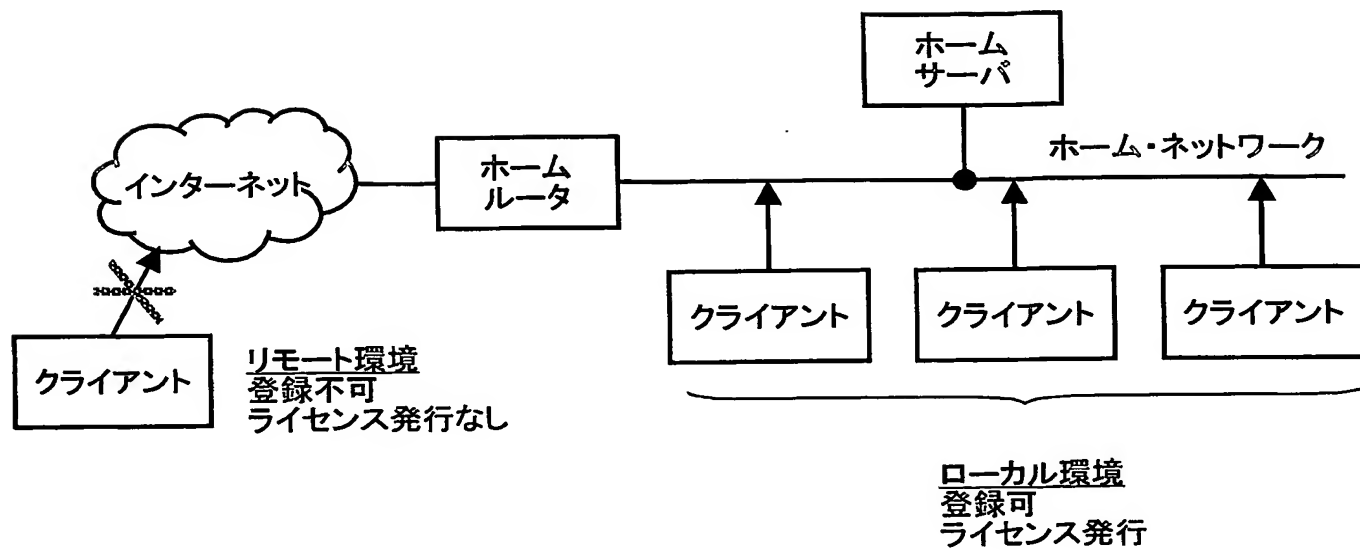 ホーム
サーバ
ホーム・ネットワーク
インターネット
ホーム
ルータ
クライアント
クライアント
クライアント
クライアント
リモート環境
登録不可
ライセンス発行なし
ローカル環境
登録可
ライセンス発行